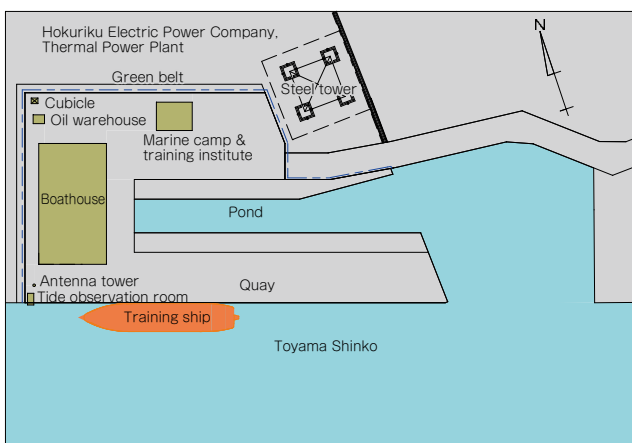 Hokuriku Electric Power Company,
Thermal Power Plant
N
Green belt
Steel tower
Cubicle
Oil warehouse
Marine camp &
training institute
Boathouse
Pond
Antenna tower
Quay
Tide observation room
Training ship
Toyama Shinko